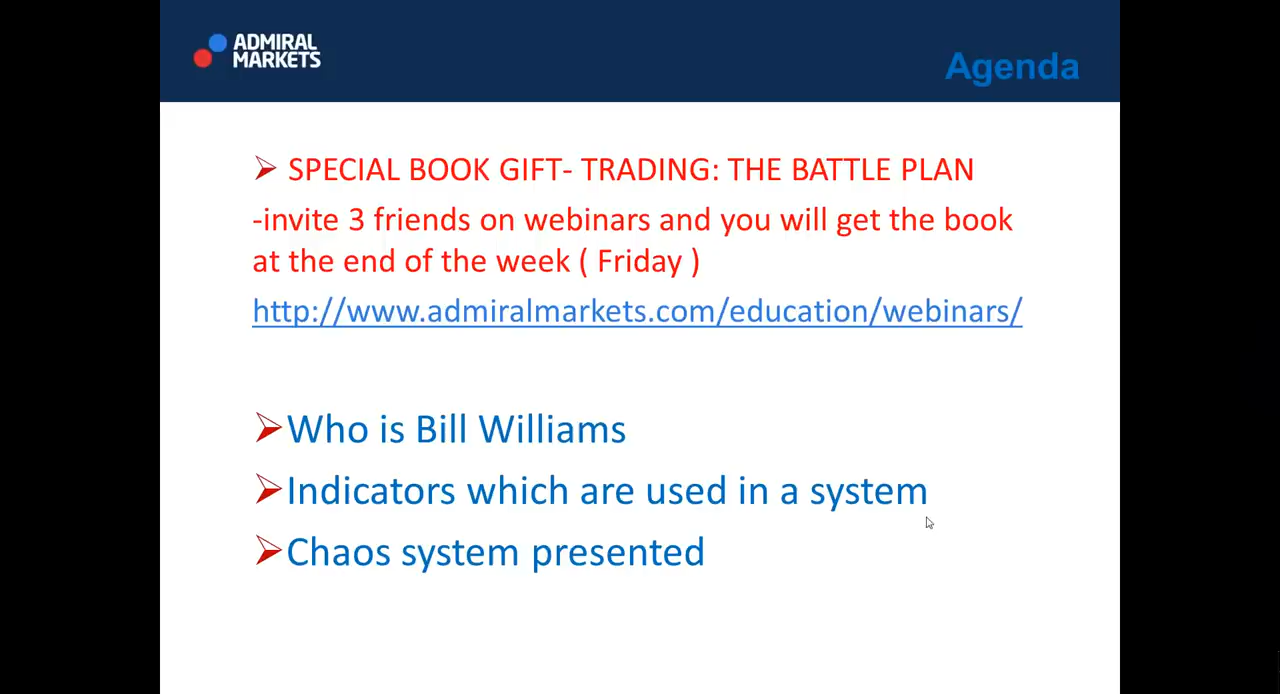 ADMIRAL
MARKETS
Agenda
SPECIAL BOOK GIFT- TRADING: THE BATTLE PLAN
-invite 3 friends on webinars and you will get the book
at the end of the week ( Friday )
http://www.admiralmarkets.com/education/webinars/
Who is Bill Williams
Indicators which are used in a system
Chaos system presented